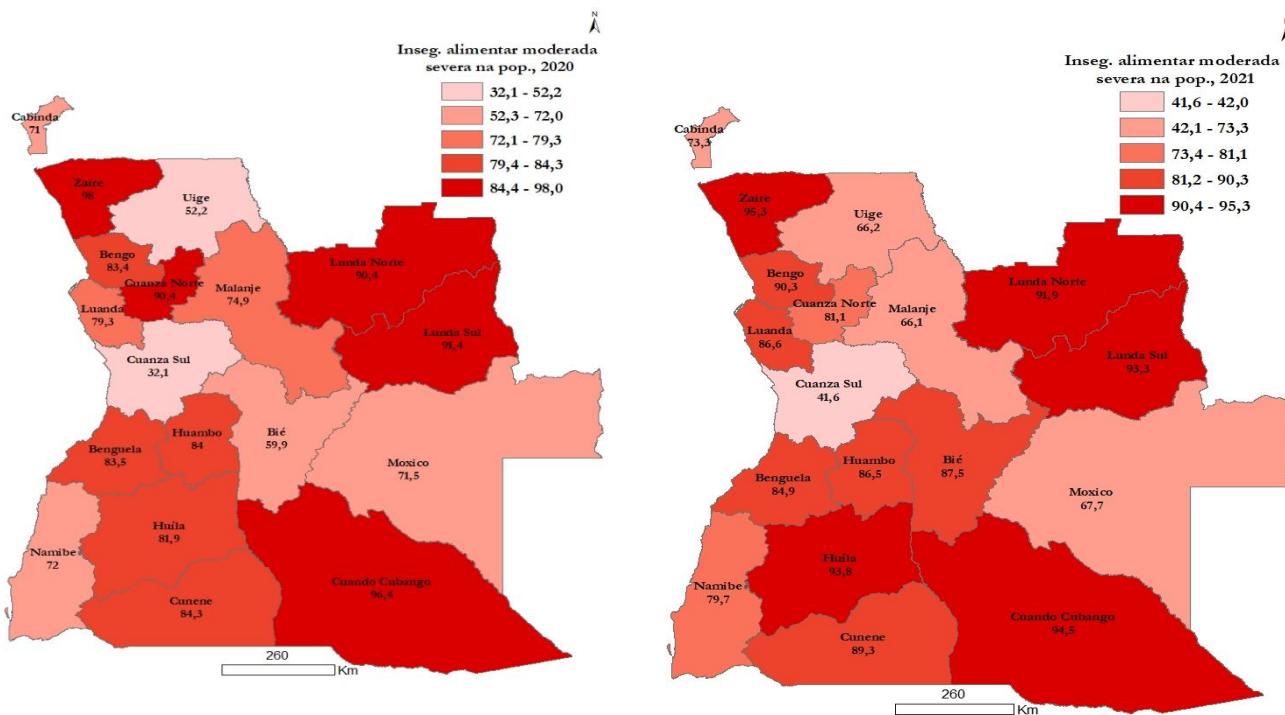 N
Inseg. alimentar moderada
severa na pop., 2020
32,1 - 52,2
52,3 - 72,0
72,1 - 79,3
79,4 - 84,3
84,4 - 98,0
Cabinda
71
Zaire
98
Uige
52,2
Bengo
83,4
Cuanza Norte
90,4
Luanda
79,3
Malanje
74,9
Lunda Norte
90,4
Lunda Sul
91,4
Cuanza Sul
32,1
Benguela
83,5
Huambo
84
Bié
59,9
Moxico
71,5
Namibe
72
Huíla
81,9
Cunene
84,3
Cuando Cubango
96,4
260
Km
Inseg. alimentar moderada
severa na pop., 2021
41,6 - 42,0
42,1 - 73,3
73,4 - 81,1
81,2 - 90,3
90,4 - 95,3
Cabinda
73,3
Zaire
95,3
Uige
66,2
Bengo
90,3
Cuanza Norte
81,1
Luanda
86,6
Malanje
66,1
Lunda Norte
91,9
Lunda Sul
93,3
Cuanza Sul
41,6
Benguela
84,9
Huambo
86,5
Bié
87,5
Moxico
67,7
Namibe
79,7
Huíla
93,8
Cunene
89,3
Cuando Cubango
94,5
260
Km